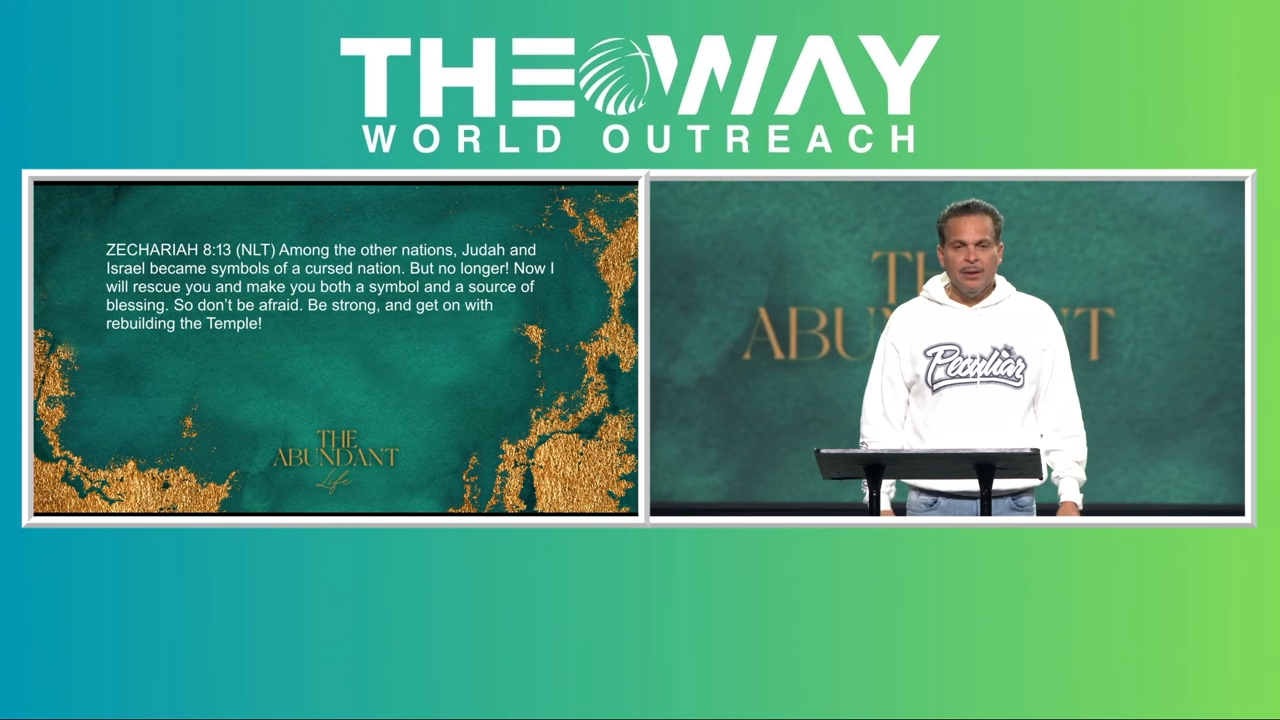 THE WAY
WORLD OUTREACH
ZECHARIAH 8:13 (NLT) Among the other nations, Judah and
Israel became symbols of a cursed nation. But no longer! Now I
will rescue you and make you both a symbol and a source of
blessing. So don’t be afraid. Be strong, and get on with
rebuilding the Temple!
THE
ABUNDANT
Life
Peculiar